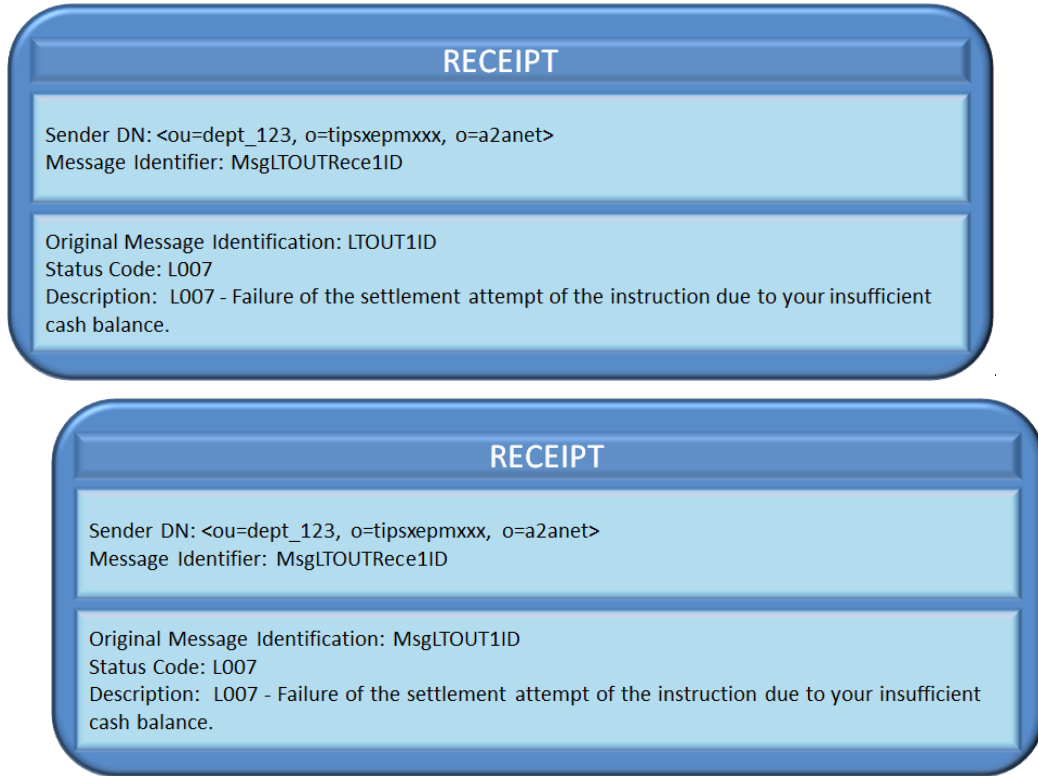 RECEIPT
Sender DN: <ou=dept_123, o=tipsxepmxxx, o=a2anet>
Message Identifier: MsgLTOUTRece1ID
Original Message Identification: LTOUT1ID
Status Code: L007
Description: L007 - Failure of the settlement attempt of the instruction due to your insufficient
cash balance.
RECEIPT
Sender DN: <ou=dept_123, o=tipsxepmxxx, o=a2anet>
Message Identifier: MsgLTOUTRece1ID
Original Message Identification: MsgLTOUT1ID
Status Code: L007
Description: L007 - Failure of the settlement attempt of the instruction due to your insufficient
cash balance.